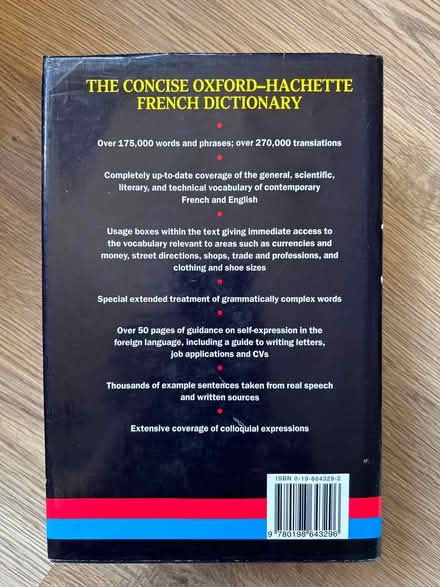 THE CONCISE OXFORD–HACHETTE
FRENCH DICTIONARY
Over 175,000 words and phrases; over 270,000 translations
Completely up-to-date coverage of the general, scientific,
literary, and technical vocabulary of contemporary
French and English
Usage boxes within the text giving immediate access to
the vocabulary relevant to areas such as currencies and
money, street directions, shops, trade and professions, and
clothing and shoe sizes
Special extended treatment of grammatically complex words
Over 50 pages of guidance on self-expression in the
foreign language, including a guide to writing letters,
job applications and CVs
Thousands of example sentences taken from real speech
and written sources
Extensive coverage of colloquial expressions
ISBN 0-19-864329-2
9 780198 643296